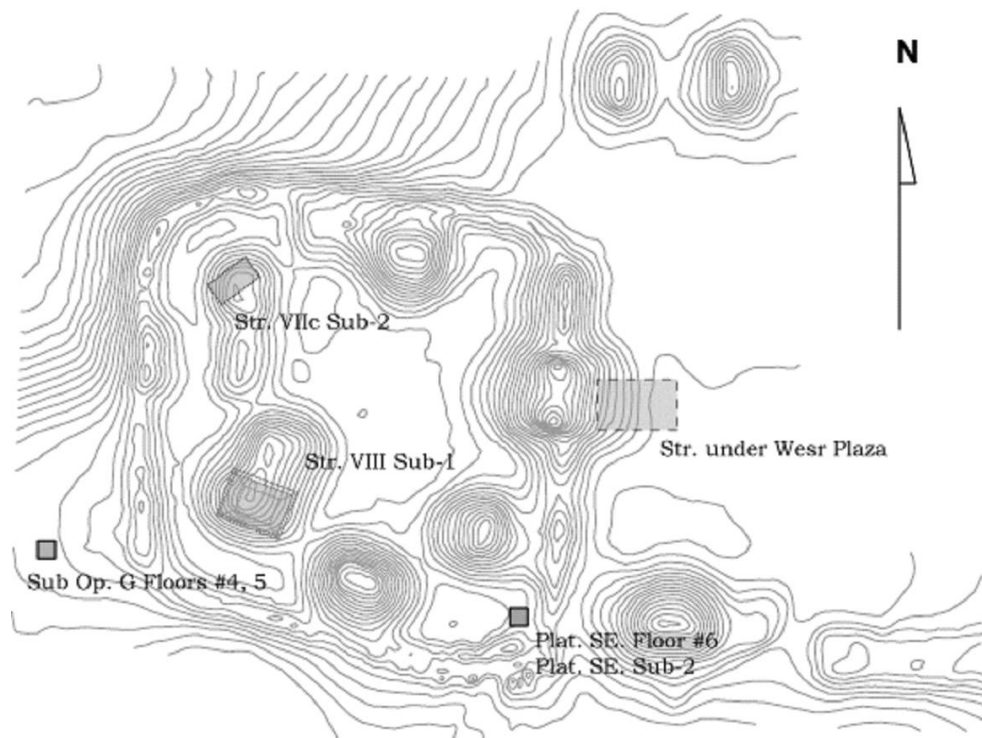 N
Str. VIIc Sub-2
Str. under Wesr Plaza
Str. VIII Sub-I
Sub Op. G Floors #4, 5
Plat. SE. Floor #6
Plat. SE. Sub-2